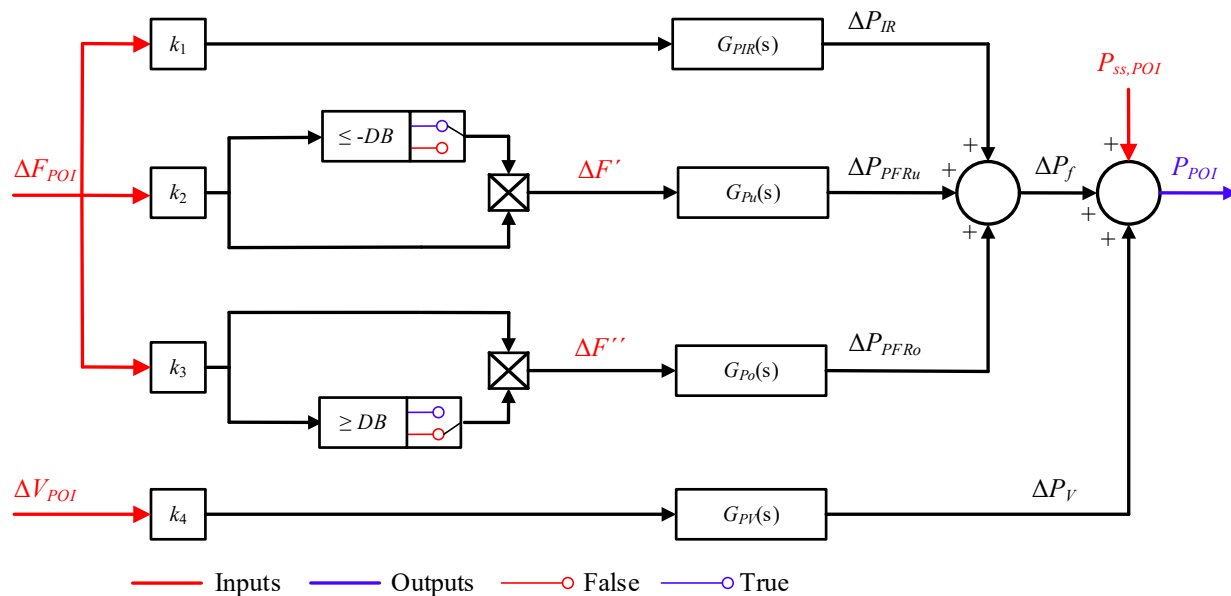 ΔF_POI
k₁
G_PIR(s)
ΔP_IR
P_ss,POI
k₂
≤ -DB
ΔF′
G_Pu(s)
ΔP_PFRu
+
+
+
ΔP_f
+
+
+
P_POI
k₃
≥ DB
ΔF′′
G_Po(s)
ΔP_PFRo
ΔV_POI
k₄
G_PV(s)
ΔP_V
Inputs Outputs False True